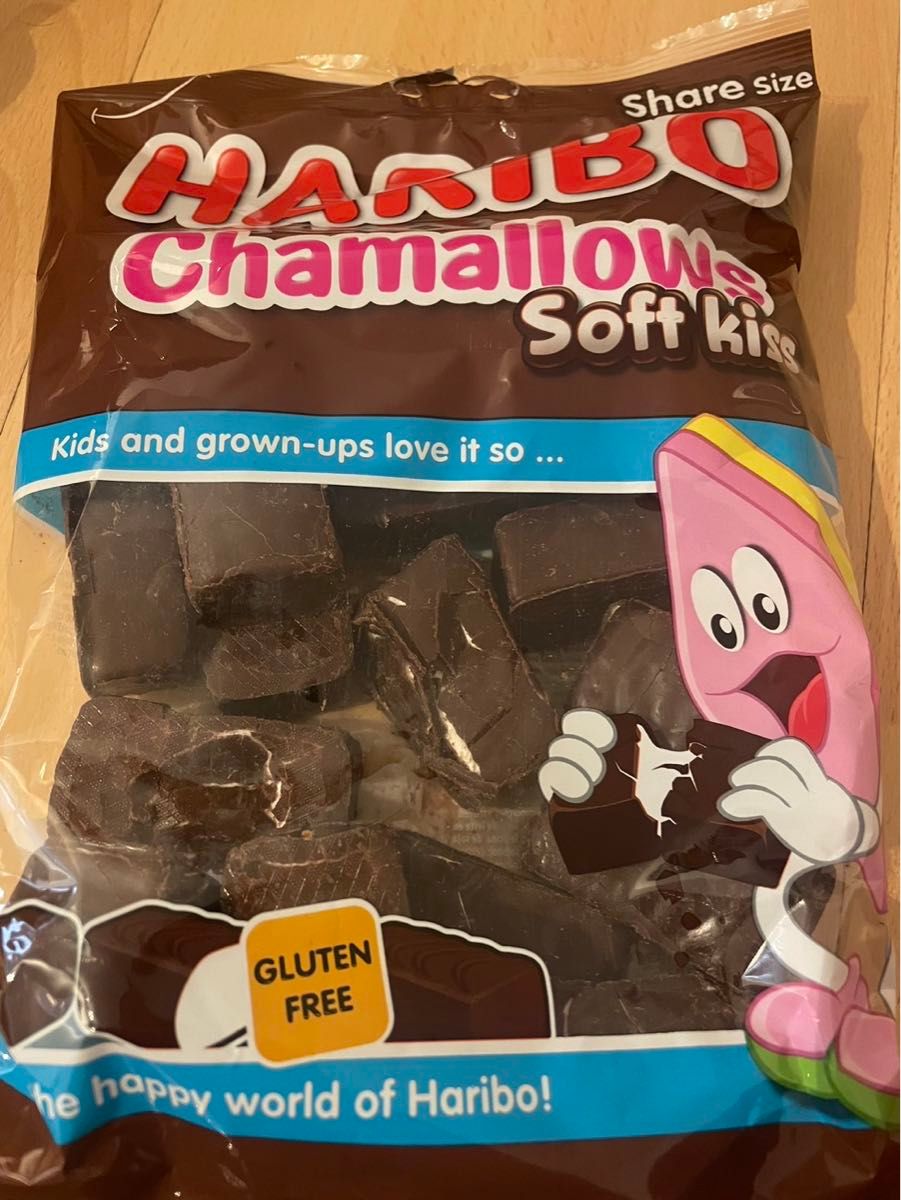 Share Size
HARIBO
Chamallows
Soft kiss
Kids and grown-ups love it so ...
GLUTEN
FREE
he happy world of Haribo!